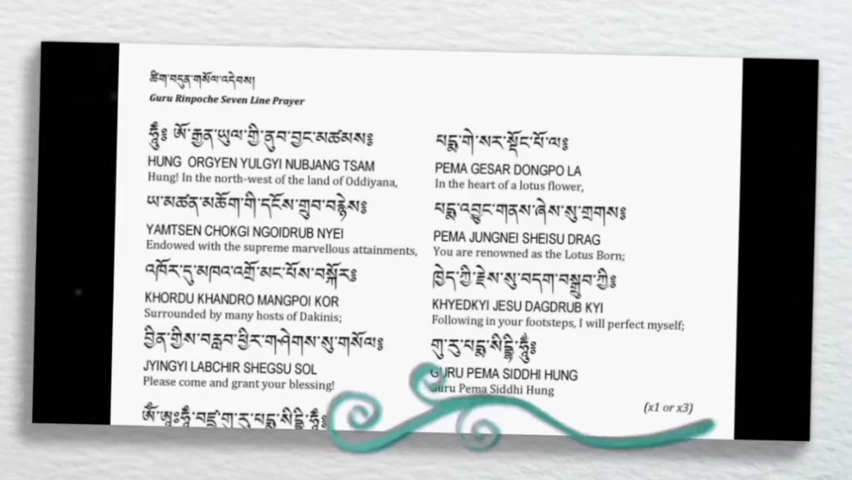 ཚིག་བདུན་གསོལ་འདེབས།
Guru Rinpoche Seven Line Prayer
ཧཱུྃ༔ ཨོ་རྒྱན་ཡུལ་གྱི་ནུབ་བྱང་མཚམས༔
HUNG ORGYEN YULGYI NUBJANG TSAM
Hung! In the north-west of the land of Oddiyana,
པདྨ་གེ་སར་སྡོང་པོ་ལ༔
PEMA GESAR DONGPO LA
In the heart of a lotus flower,
ཡ་མཚན་མཆོག་གི་དངོས་གྲུབ་བརྙེས༔
YAMTSEN CHOKGI NGOIDRUB NYEI
Endowed with the supreme marvellous attainments,
པདྨ་འབྱུང་གནས་ཞེས་སུ་གྲགས༔
PEMA JUNGNEI SHEISU DRAG
You are renowned as the Lotus Born;
འཁོར་དུ་མཁའ་འགྲོ་མང་པོས་བསྐོར༔
KHORDU KHANDRO MANGPOI KOR
Surrounded by many hosts of Dakinis;
ཁྱེད་ཀྱི་རྗེས་སུ་བདག་བསྒྲུབ་ཀྱི༔
KHYEDKYI JESU DAGDRUB KYI
Following in your footsteps, I will perfect myself;
བྱིན་གྱིས་བརླབ་ཕྱིར་གཤེགས་སུ་གསོལ༔
JYINGYI LABCHIR SHEGSU SOL
Please come and grant your blessing!
གུ་རུ་པདྨ་སིདྡྷི་ཧཱུྃ༔
GURU PEMA SIDDHI HUNG
Guru Pema Siddhi Hung
(x1 or x3)
ཨོཾ་ཨཱཿཧཱུྃ་བཛྲ་གུ་རུ་པདྨ་སིདྡྷི་ཧཱུྃ༔